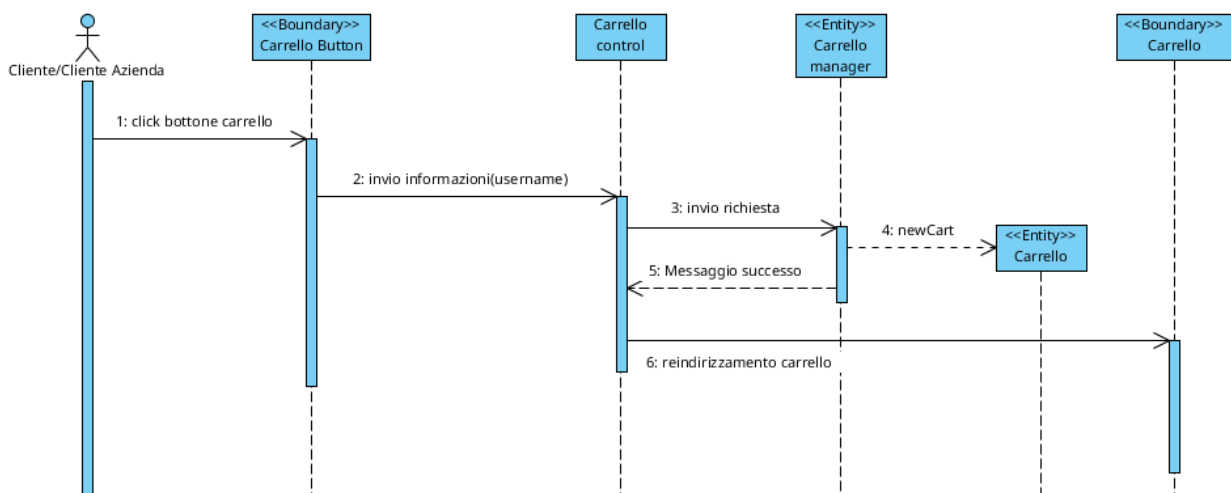 Cliente/Cliente Azienda
<<Boundary>>
Carrello Button
Carrello
control
<<Entity>>
Carrello
manager
<<Boundary>>
Carrello
1: click bottone carrello
2: invio informazioni(username)
3: invio richiesta
4: newCart
<<Entity>>
Carrello
5: Messaggio successo
6: reindirizzamento carrello